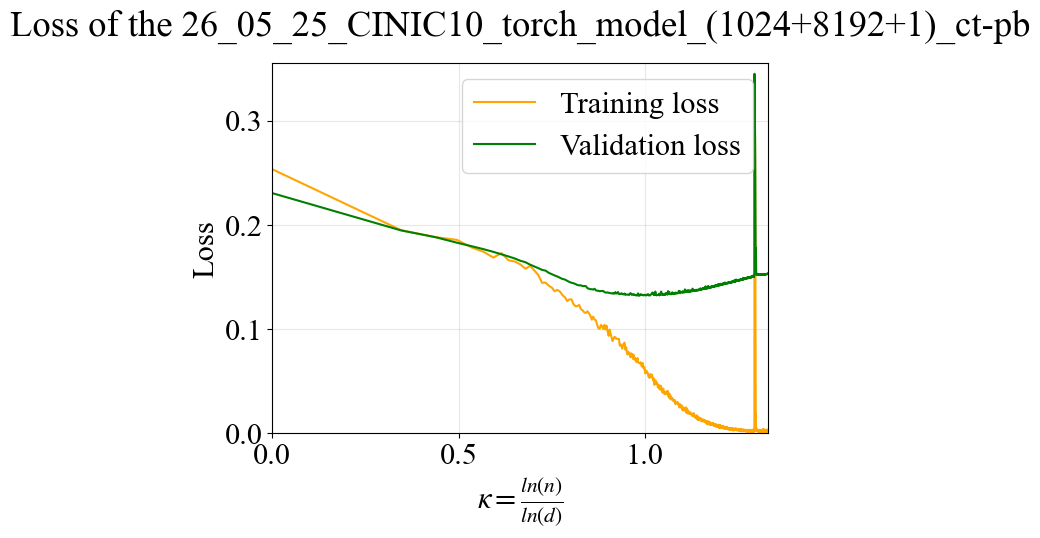 Loss of the 26_05_25_CINIC10_torch_model_(1024+8192+1)_ct-pb
Training loss
Validation loss
Loss
0.3
0.2
0.1
0.0
0.0 0.5 1.0
κ = ln(n)/ln(d)